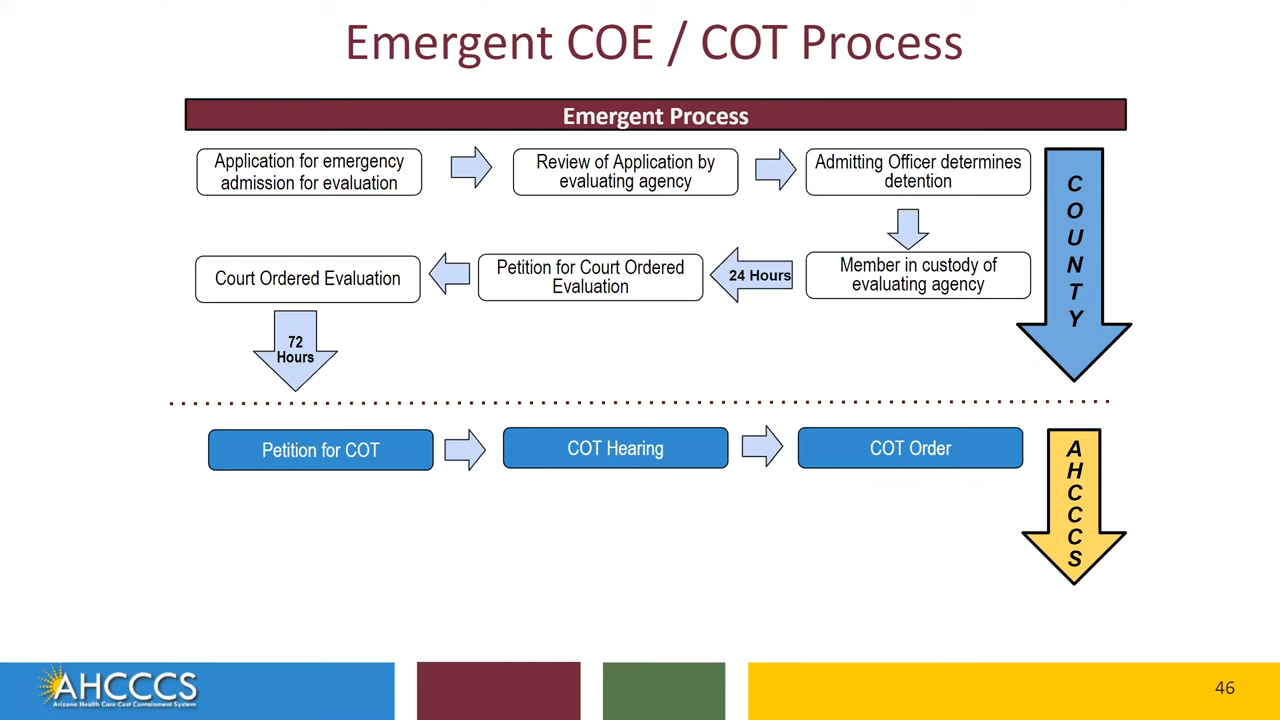 Emergent COE / COT Process
Emergent Process
Application for emergency
admission for evaluation
Review of Application by
evaluating agency
Admitting Officer determines
detention
C
O
U
N
T
Y
Court Ordered Evaluation
Petition for Court Ordered
Evaluation
24 Hours
Member in custody of
evaluating agency
72
Hours
Petition for COT
COT Hearing
COT Order
A
H
C
C
C
S
AHCCCS
Arizona Health Care Cost Containment System
46